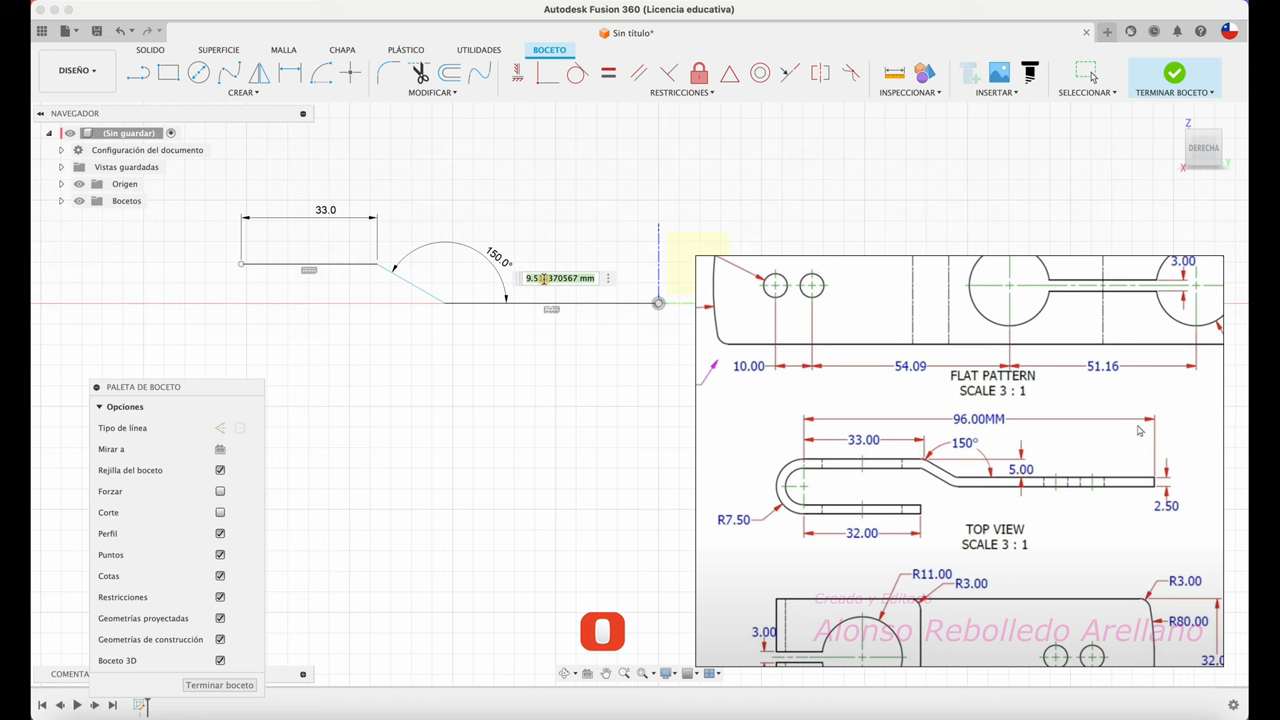 Autodesk Fusion 360 (Licencia educativa)
Sin título*
SÓLIDO SUPERFICIE MALLA CHAPA PLÁSTICO UTILIDADES BOCETO
DISEÑO
CREAR MODIFICAR RESTRICCIONES INSPECCIONAR INSERTAR SELECCIONAR TERMINAR BOCETO
NAVEGADOR
(Sin guardar)
Configuración del documento
Vistas guardadas
Origen
Bocetos
Z
DERECHA
X
Y
33.0
150.0°
370567 mm
PALETA DE BOCETO
Opciones
Tipo de línea
Mirar a
Rejilla del boceto
Forzar
Corte
Perfil
Puntos
Cotas
Restricciones
Geometrías proyectadas
Geometrías de construcción
Boceto 3D
Terminar boceto
COMENTA
3.00
10.00 54.09 51.16
FLAT PATTERN
SCALE 3 : 1
96.00MM
33.00 150°
5.00
2.50
R7.50
32.00
TOP VIEW
SCALE 3 : 1
R11.00
R3.00 R3.00
R80.00
3.00
32.0
Creado y Editado
Alonso Rebolledo Arellano